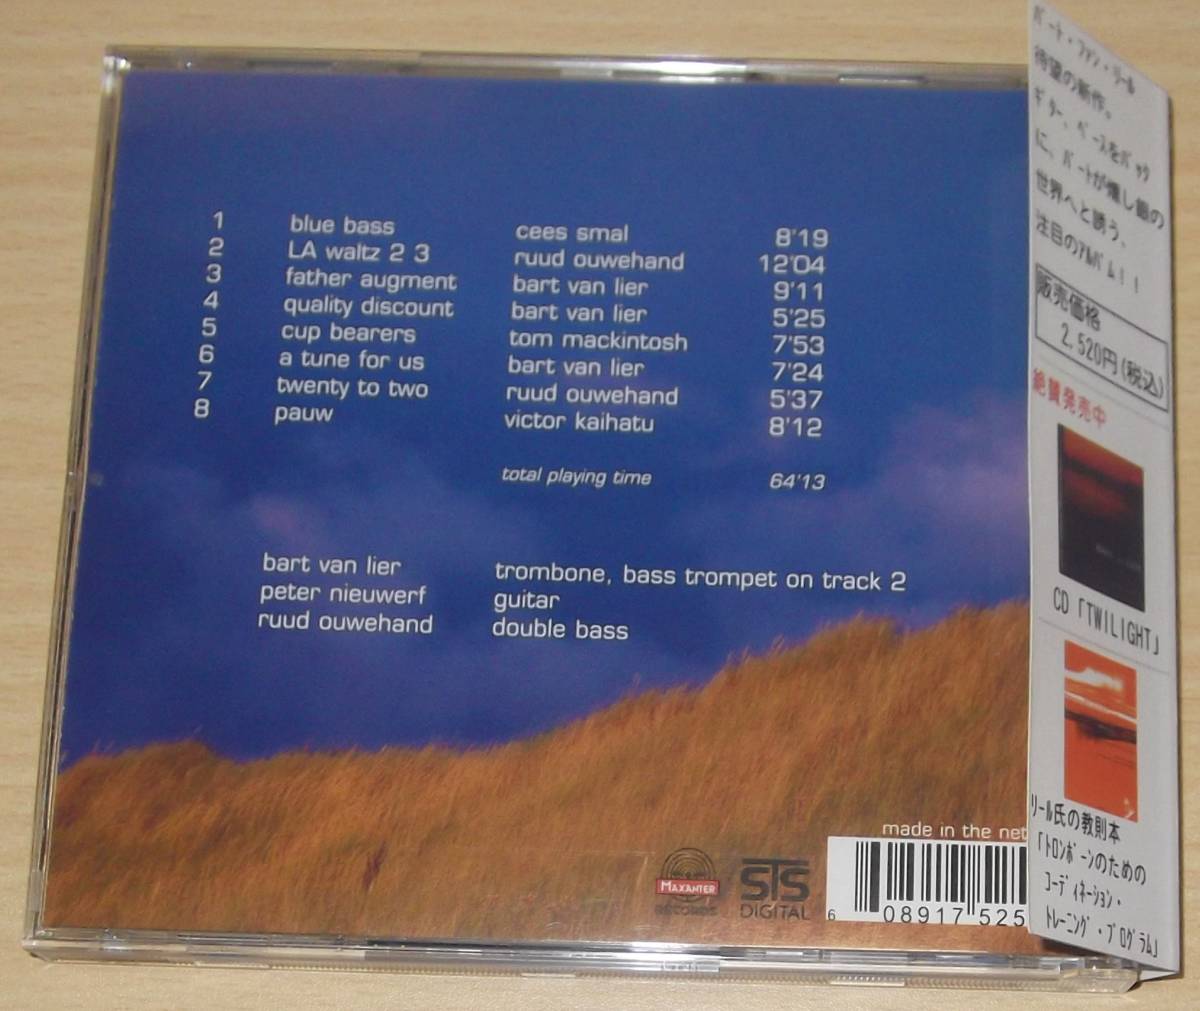 1 blue bass cees smal 8'19
2 LA waltz 2 3 ruud ouwehand 12'04
3 father augment bart van lier 9'11
4 quality discount bart van lier 5'25
5 cup bearers tom mackintosh 7'53
6 a tune for us bart van lier 7'24
7 twenty to two ruud ouwehand 5'37
8 pauw victor kaihatu 8'12
total playing time 64'13
bart van lier trombone, bass trompet on track 2
peter nieuwerf guitar
ruud ouwehand double bass
made in the net
MAXANTER
RECORDS
STS
DIGITAL
6 08917 525
ﾊﾞｰﾄ・ﾌｧﾝ・ﾘｰﾙ
待望の新作。
ｷﾞﾀｰ、ﾍﾞｰｽをﾊﾞｯｸ
に、ﾊﾞｰﾄが燻し銀の
世界へと誘う、
注目のｱﾙﾊﾞﾑ！！
販売価格
2,520円(税込)
絶賛発売中
CD「TWILIGHT」
ﾘｰﾙ氏の教則本
「ﾄﾛﾝﾎﾞｰﾝのための
ｺｰﾃﾞｨﾈｰｼｮﾝ・
ﾄﾚｰﾆﾝｸﾞ・ﾌﾟﾛｸﾞﾗﾑ」